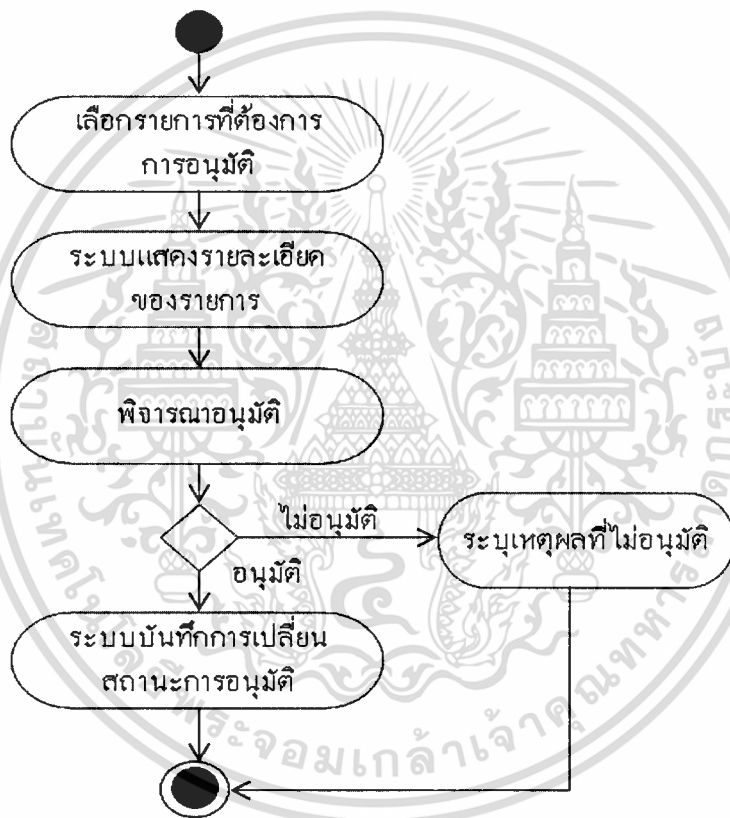 เลือกรายการที่ต้องการ
การอนุมัติ
ระบบแสดงรายละเอียด
ของรายการ
พิจารณาอนุมัติ
ไม่อนุมัติ
ระบุเหตุผลที่ไม่อนุมัติ
อนุมัติ
ระบบบันทึกการเปลี่ยน
สถานะการอนุมัติ
พระจอมเกล้าเจ้าคุณทหาร